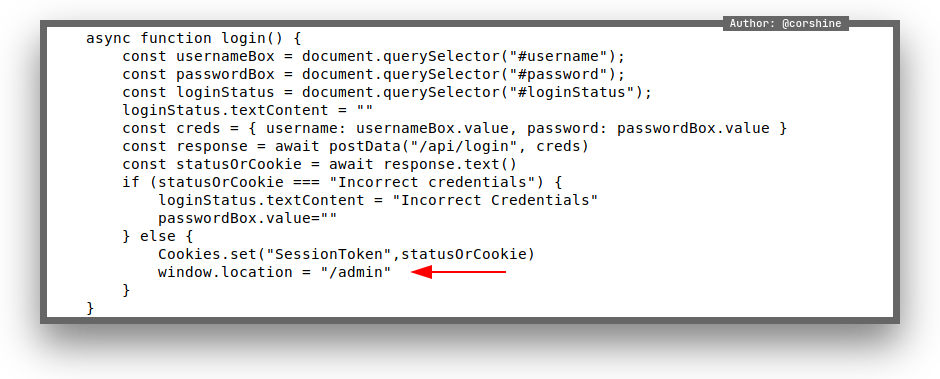 Author: @corshine
async function login() {
    const usernameBox = document.querySelector("#username");
    const passwordBox = document.querySelector("#password");
    const loginStatus = document.querySelector("#loginStatus");
    loginStatus.textContent = ""
    const creds = { username: usernameBox.value, password: passwordBox.value }
    const response = await postData("/api/login", creds)
    const statusOrCookie = await response.text()
    if (statusOrCookie === "Incorrect credentials") {
        loginStatus.textContent = "Incorrect Credentials"
        passwordBox.value=""
    } else {
        Cookies.set("SessionToken",statusOrCookie)
        window.location = "/admin"
    }
}